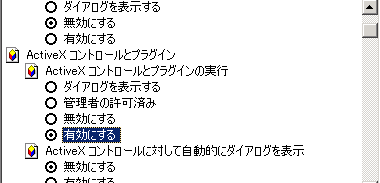 ダイアログを表示する
無効にする
有効にする
ActiveX コントロールとプラグイン
ActiveX コントロールとプラグインの実行
ダイアログを表示する
管理者の許可済み
無効にする
有効にする
ActiveX コントロールに対して自動的にダイアログを表示
無効にする
有効にする